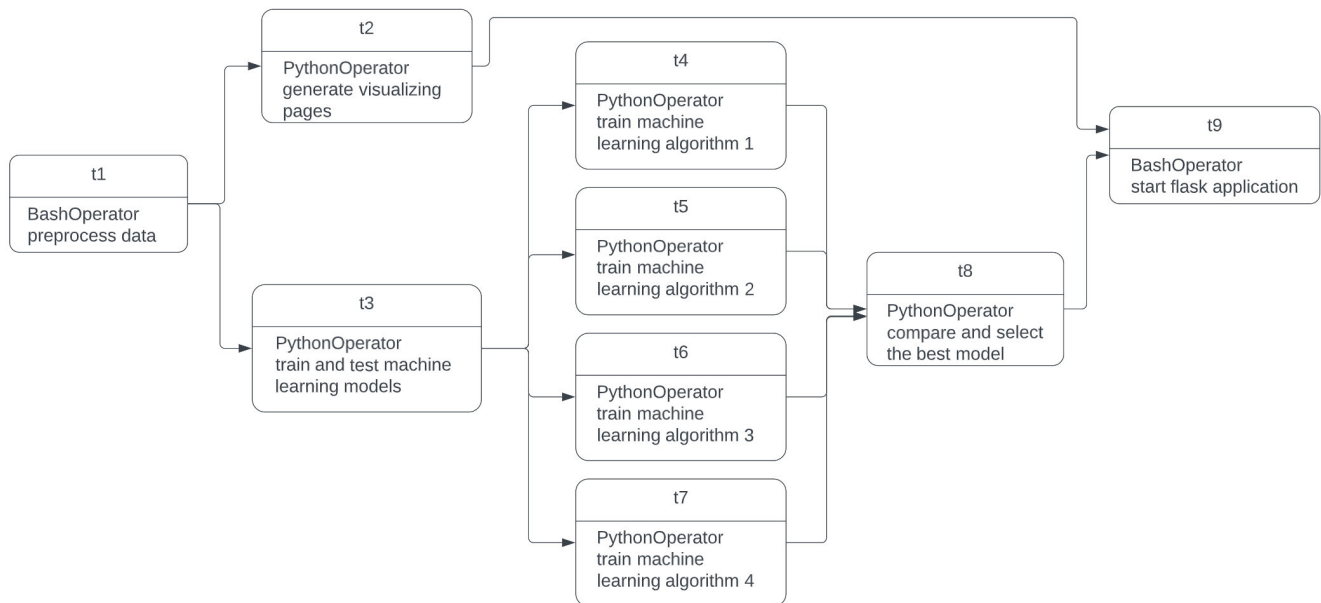 t1
BashOperator
preprocess data
t2
PythonOperator
generate visualizing
pages
t3
PythonOperator
train and test machine
learning models
t4
PythonOperator
train machine
learning algorithm 1
t5
PythonOperator
train machine
learning algorithm 2
t6
PythonOperator
train machine
learning algorithm 3
t7
PythonOperator
train machine
learning algorithm 4
t8
PythonOperator
compare and select
the best model
t9
BashOperator
start flask application